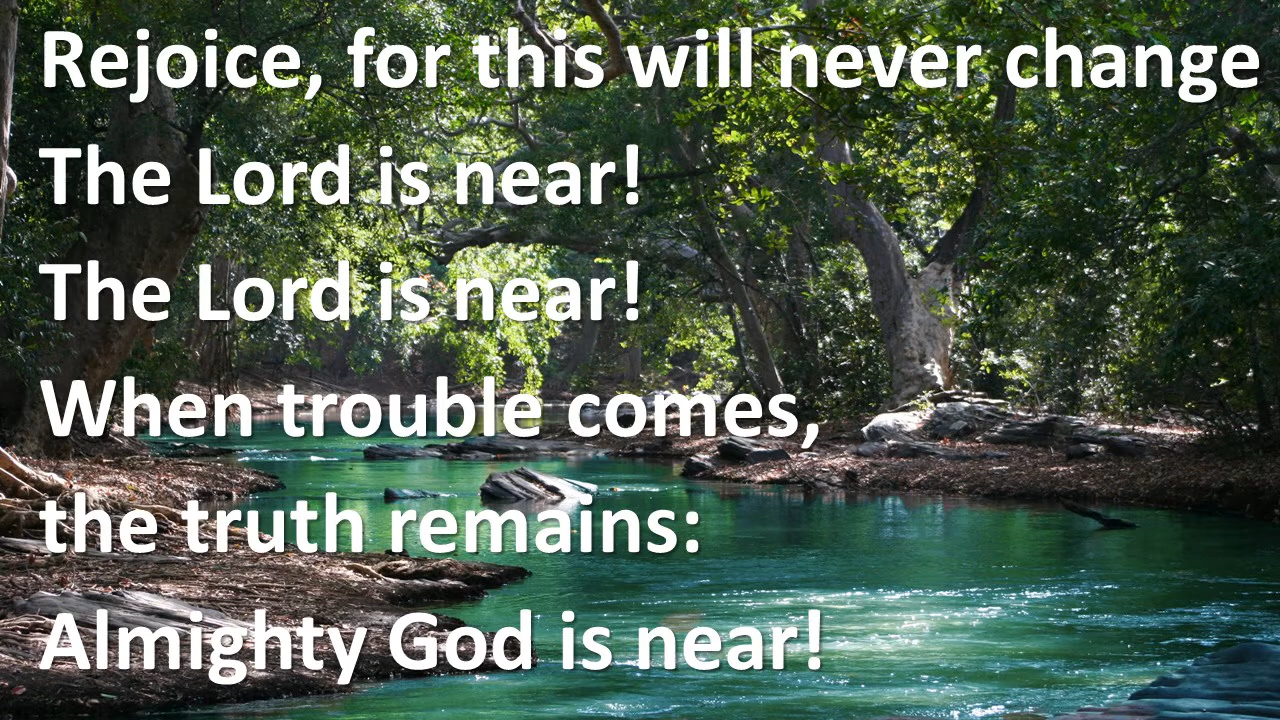 Rejoice, for this will never change
The Lord is near!
The Lord is near!
When trouble comes,
the truth remains:
Almighty God is near!